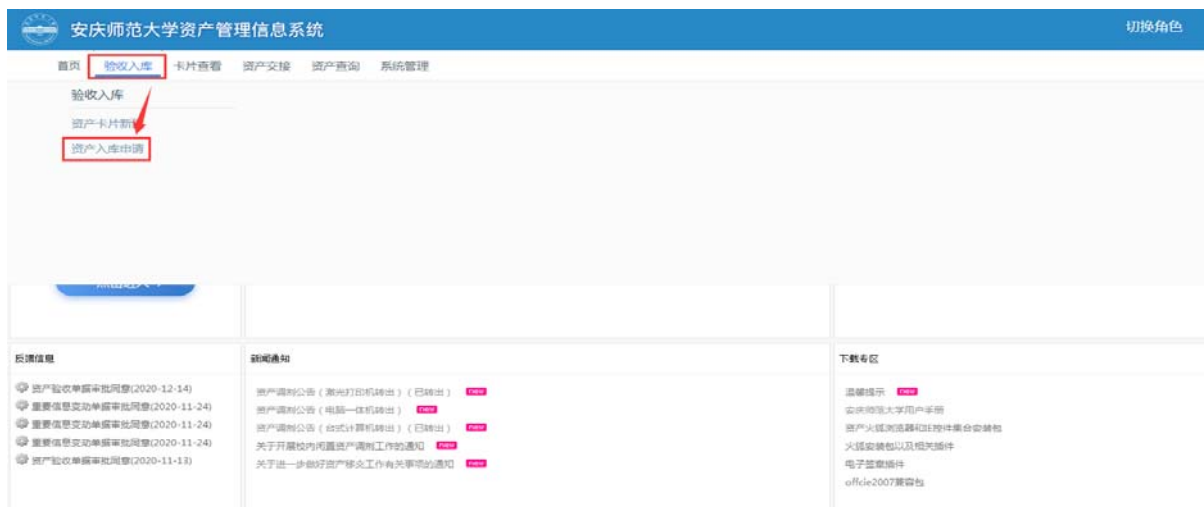 安庆师范大学资产管理信息系统
切换角色
首页 验收入库 卡片查看 资产交接 资产查询 系统管理
验收入库
资产卡片新
资产入库申请
反馈信息
资产验收单据审批同意(2020-12-14)
重要信息变动单据审批同意(2020-11-24)
重要信息变动单据审批同意(2020-11-24)
重要信息变动单据审批同意(2020-11-24)
资产验收单据审批同意(2020-11-13)
新闻通知
资产调剂公告（激光打印机转出）（已转出） new
资产调剂公告（电脑一体机转出） new
资产调剂公告（台式计算机转出）（已转出） new
关于开展校内闲置资产调剂工作的通知 new
关于进一步做好资产移交工作有关事项的通知 new
下载专区
温馨提示 new
安庆师范大学用户手册
资产火狐浏览器和IE控件集合安装包
火狐安装包以及相关插件
电子签章插件
offcie2007兼容包